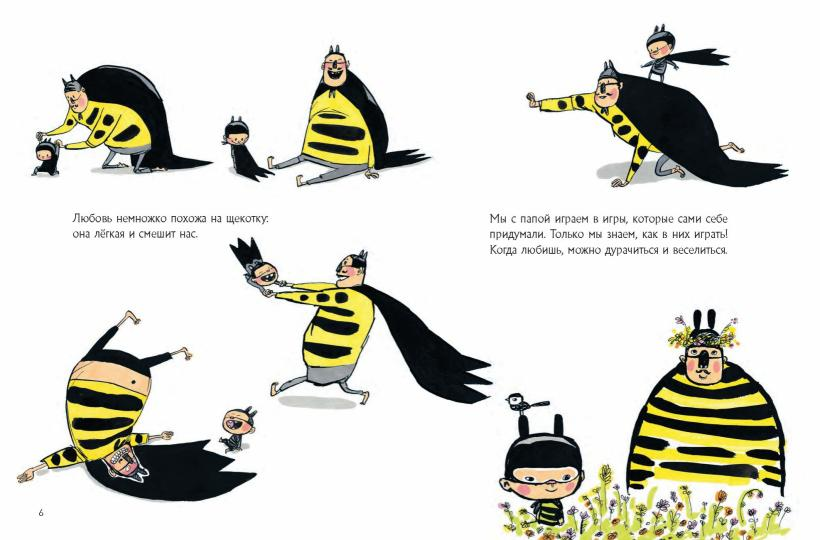 Любовь немножко похожа на щекотку:
она лёгкая и смешит нас.
Мы с папой играем в игры, которые сами себе
придумали. Только мы знаем, как в них играть!
Когда любишь, можно дурачиться и веселиться.
6